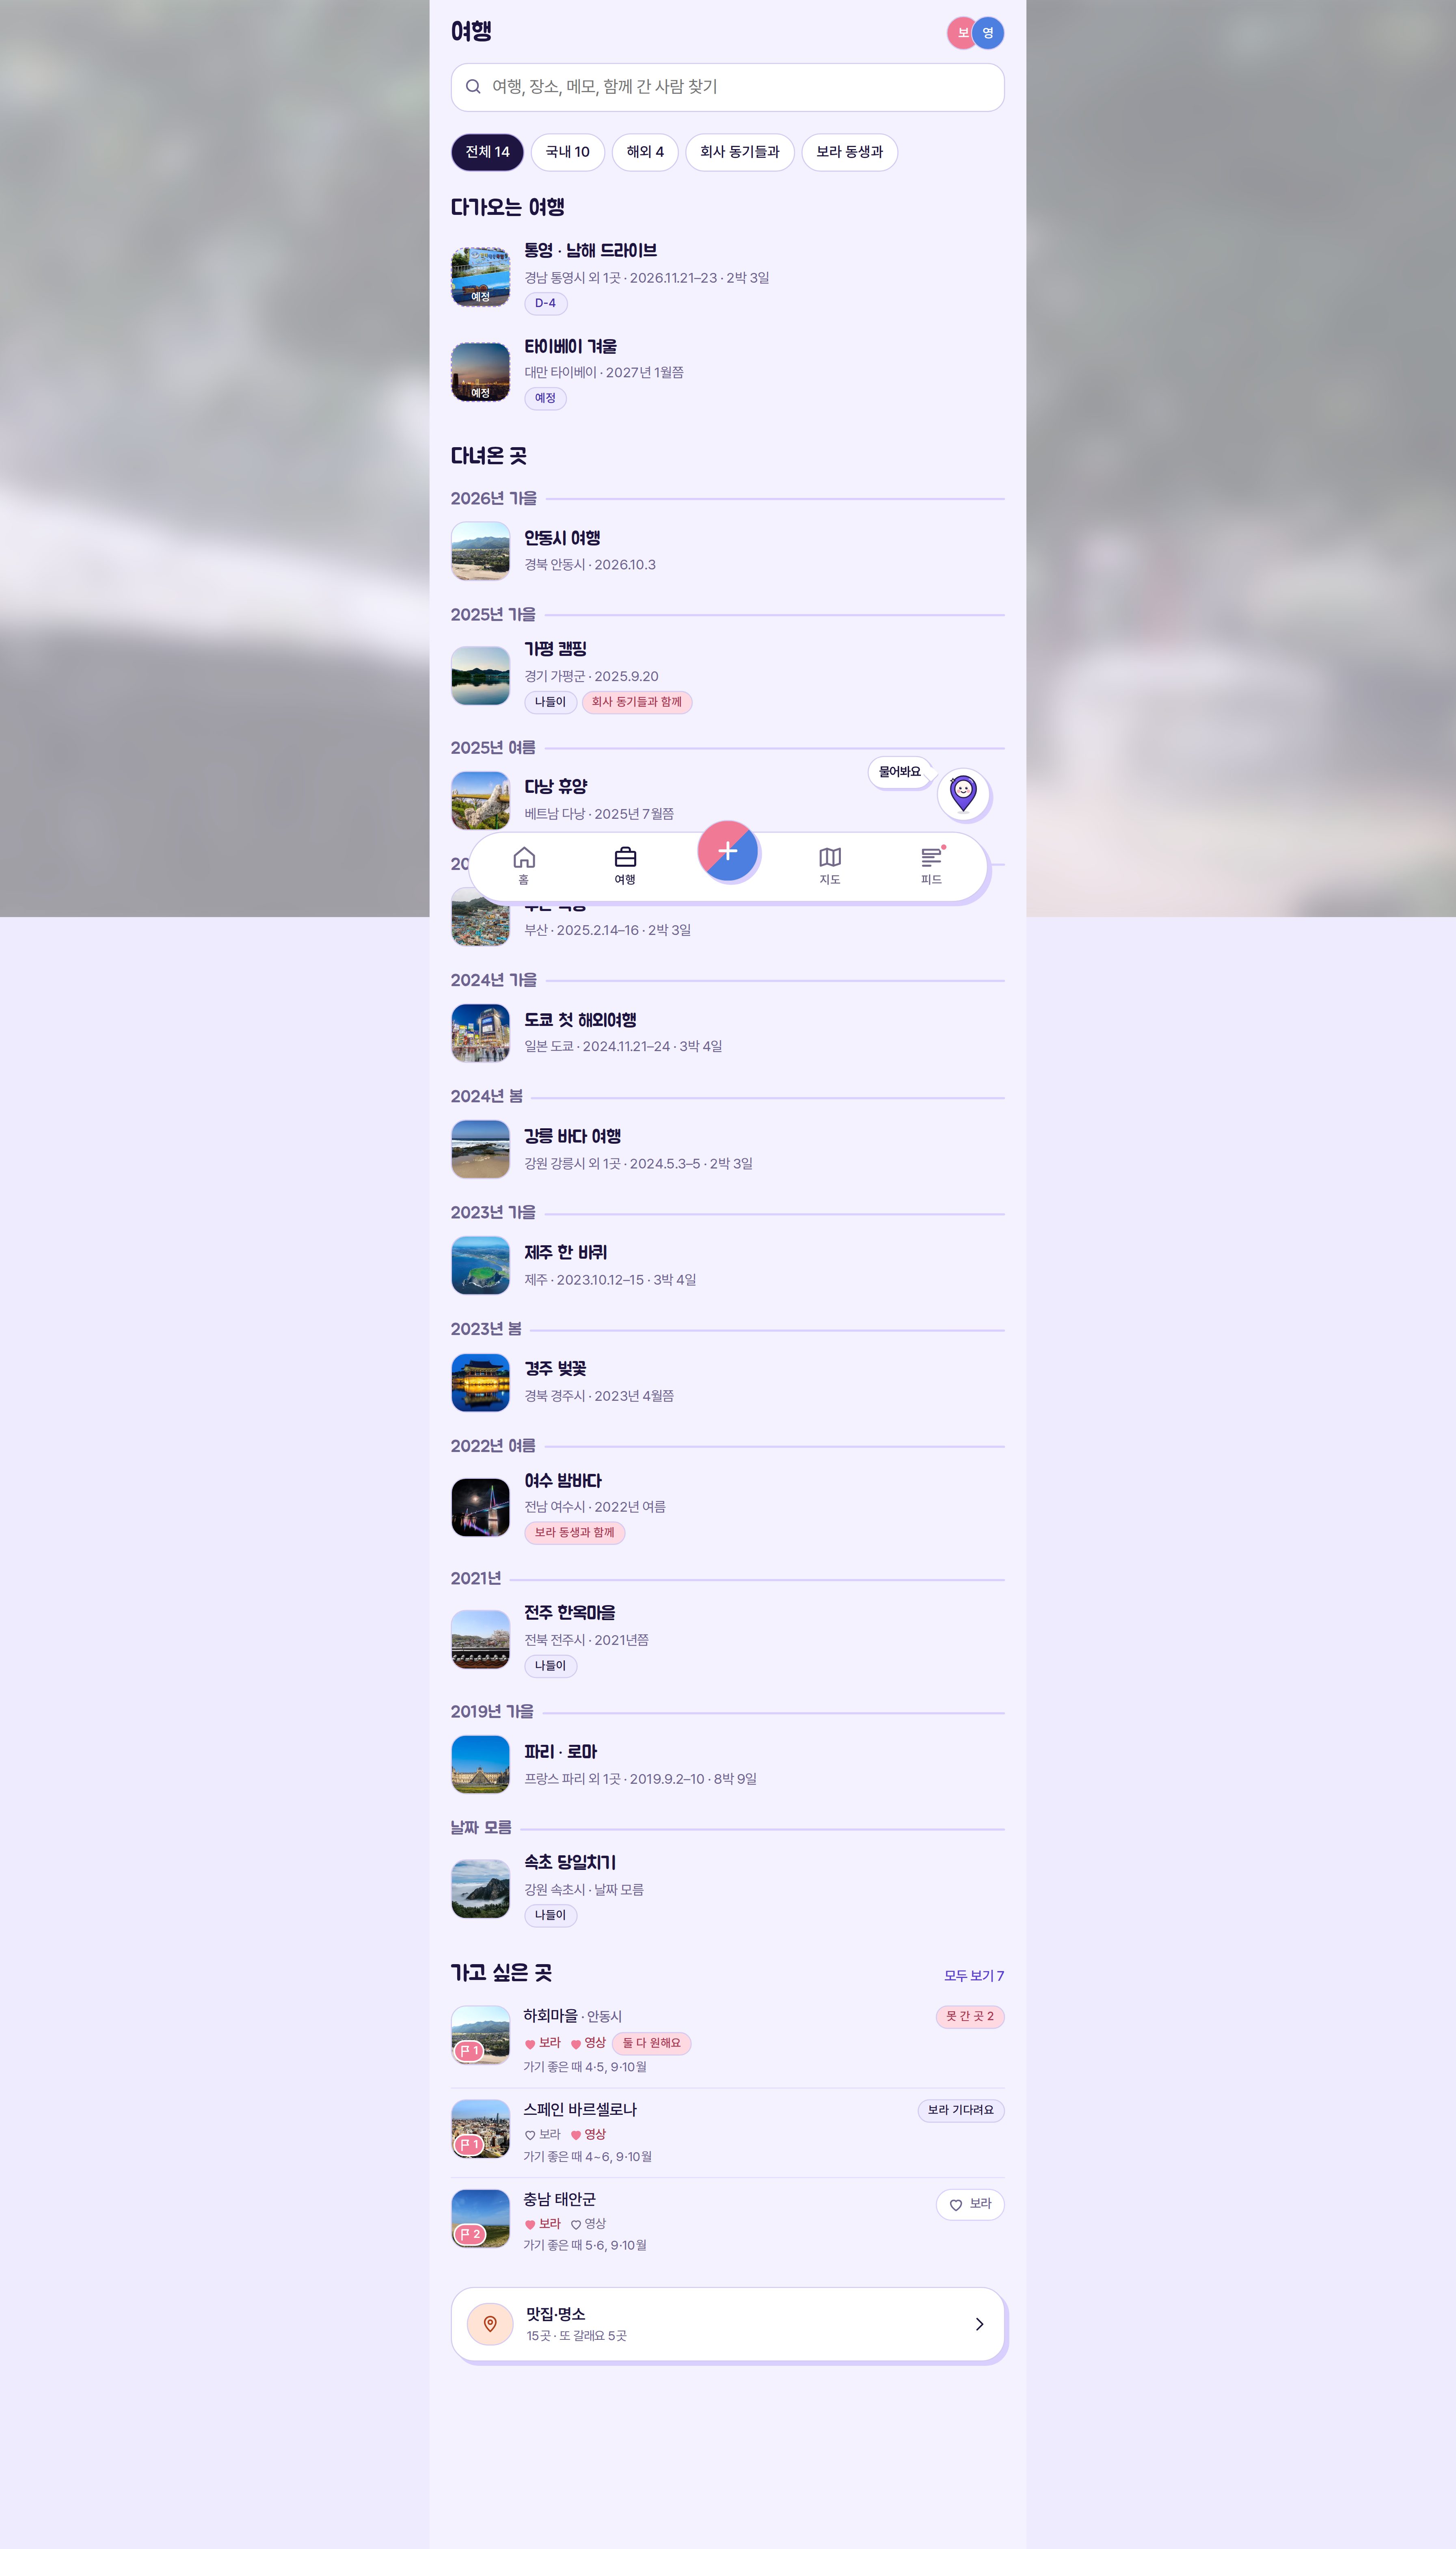 여행
보 영
여행, 장소, 메모, 함께 간 사람 찾기
전체 14 국내 10 해외 4 회사 동기들과 보라 동생과
다가오는 여행
통영 · 남해 드라이브
경남 통영시 외 1곳 · 2026.11.21–23 · 2박 3일
예정
D-4
타이베이 겨울
대만 타이베이 · 2027년 1월쯤
예정
예정
다녀온 곳
2026년 가을
안동시 여행
경북 안동시 · 2026.10.3
2025년 가을
가평 캠핑
경기 가평군 · 2025.9.20
나들이 회사 동기들과 함께
2025년 여름
물어봐요
다낭 휴양
베트남 다낭 · 2025년 7월쯤
홈 여행 지도 피드
부산 · 2025.2.14–16 · 2박 3일
2024년 가을
도쿄 첫 해외여행
일본 도쿄 · 2024.11.21–24 · 3박 4일
2024년 봄
강릉 바다 여행
강원 강릉시 외 1곳 · 2024.5.3–5 · 2박 3일
2023년 가을
제주 한 바퀴
제주 · 2023.10.12–15 · 3박 4일
2023년 봄
경주 벚꽃
경북 경주시 · 2023년 4월쯤
2022년 여름
여수 밤바다
전남 여수시 · 2022년 여름
보라 동생과 함께
2021년
전주 한옥마을
전북 전주시 · 2021년쯤
나들이
2019년 가을
파리 · 로마
프랑스 파리 외 1곳 · 2019.9.2–10 · 8박 9일
날짜 모름
속초 당일치기
강원 속초시 · 날짜 모름
나들이
가고 싶은 곳 모두 보기 7
하회마을 · 안동시 못 간 곳 2
보라 영상 둘 다 원해요
1
가기 좋은 때 4·5, 9·10월
스페인 바르셀로나 보라 기다려요
보라 영상
1
가기 좋은 때 4~6, 9·10월
충남 태안군 보라
보라 영상
2
가기 좋은 때 5·6, 9·10월
맛집·명소
15곳 · 또 갈래요 5곳